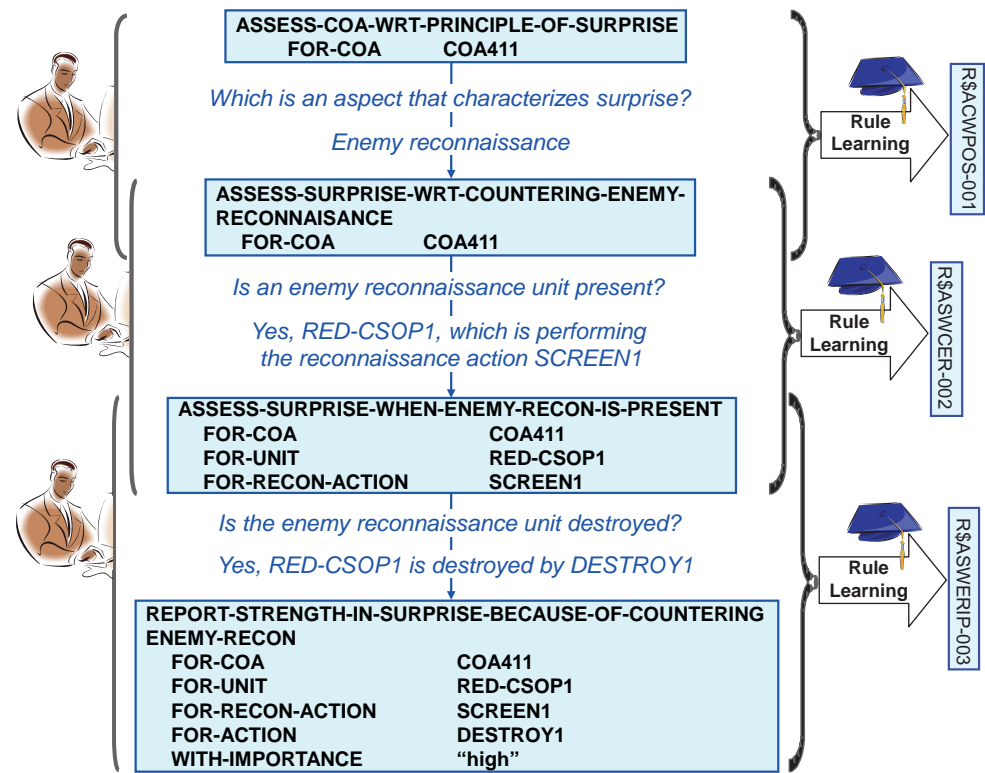 ASSESS-COA-WRT-PRINCIPLE-OF-SURPRISE
FOR-COA COA411
Which is an aspect that characterizes surprise?
Enemy reconnaissance
Rule
Learning
R$ACWPOS-001
ASSESS-SURPRISE-WRT-COUNTERING-ENEMY-
RECONNAISANCE
FOR-COA COA411
Is an enemy reconnaissance unit present?
Yes, RED-CSOP1, which is performing
the reconnaissance action SCREEN1
Rule
Learning
R$ASWCER-002
ASSESS-SURPRISE-WHEN-ENEMY-RECON-IS-PRESENT
FOR-COA COA411
FOR-UNIT RED-CSOP1
FOR-RECON-ACTION SCREEN1
Is the enemy reconnaissance unit destroyed?
Yes, RED-CSOP1 is destroyed by DESTROY1
Rule
Learning
R$ASWERIP-003
REPORT-STRENGTH-IN-SURPRISE-BECAUSE-OF-COUNTERING
ENEMY-RECON
FOR-COA COA411
FOR-UNIT RED-CSOP1
FOR-RECON-ACTION SCREEN1
FOR-ACTION DESTROY1
WITH-IMPORTANCE “high”